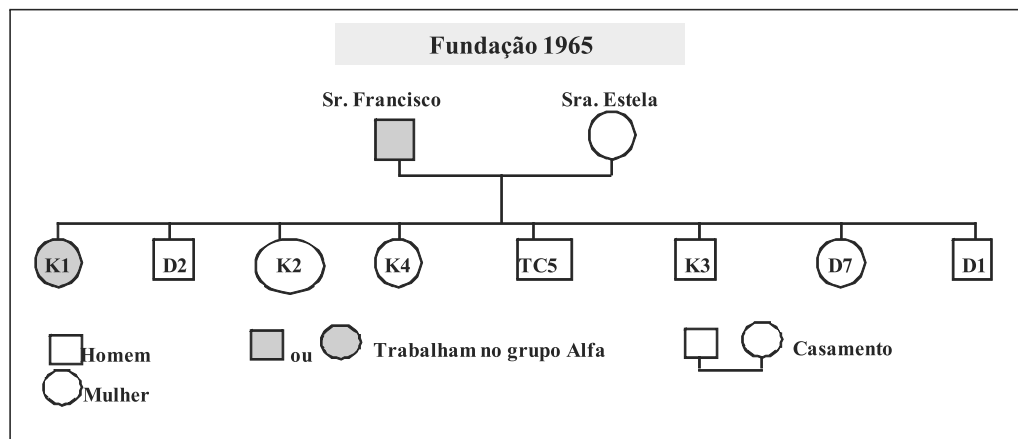 Fundação 1965
Sr. Francisco
Sra. Estela
K1
D2
K2
K4
TC5
K3
D7
D1
Homem
Mulher
ou
Trabalham no grupo Alfa
Casamento